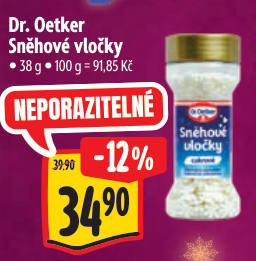 Dr. Oetker
Sněhové vločky
• 38 g • 100 g = 91,85 Kč
NEPORAZITELNÉ
-12%
39,90
34 90
Dr. Oetker
Sněhové
vločky
cukrové